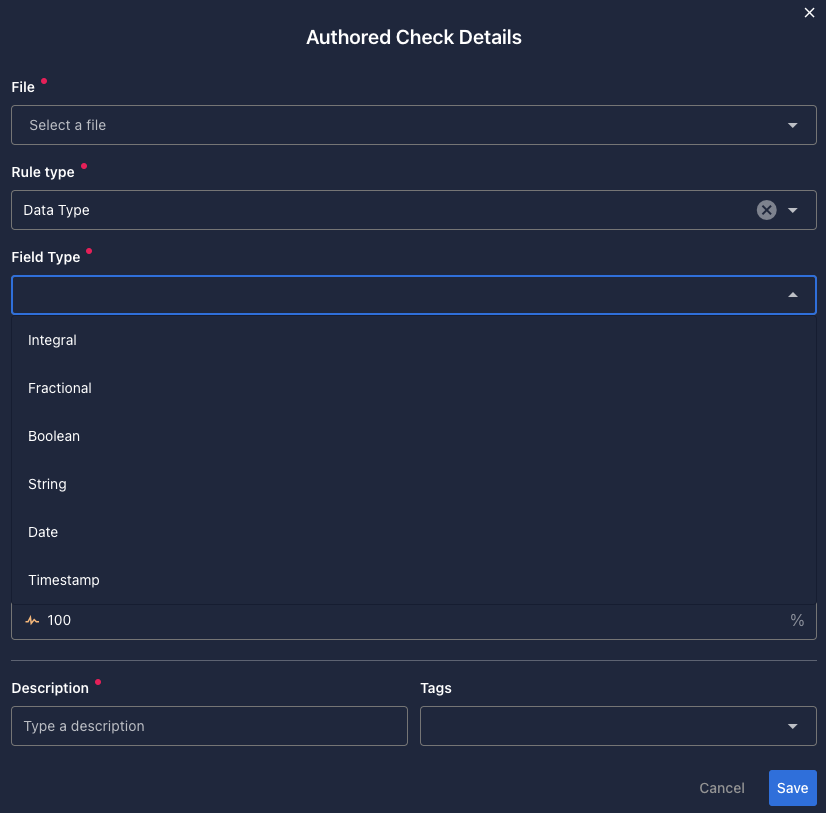 Authored Check Details
File
Select a file
Rule type
Data Type
Field Type
Integral
Fractional
Boolean
String
Date
Timestamp
100 %
Description Tags
Type a description
Cancel Save